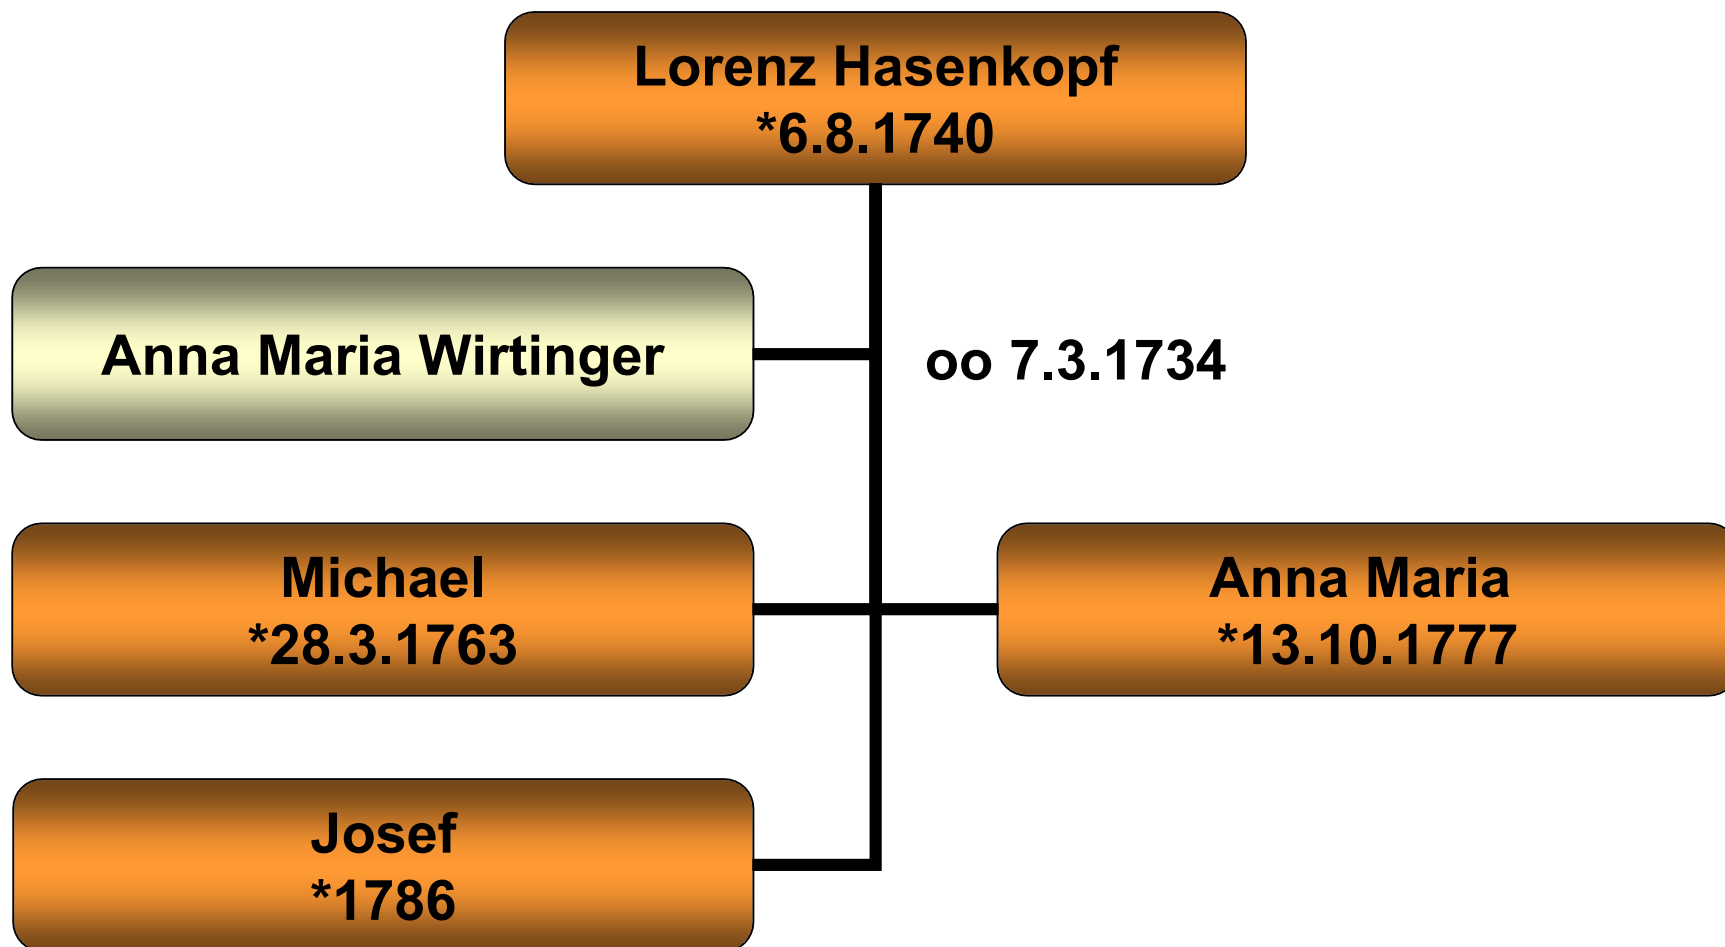 Lorenz Hasenkopf
*6.8.1740
Anna Maria Wirtinger
oo 7.3.1734
Michael
*28.3.1763
Anna Maria
*13.10.1777
Josef
*1786